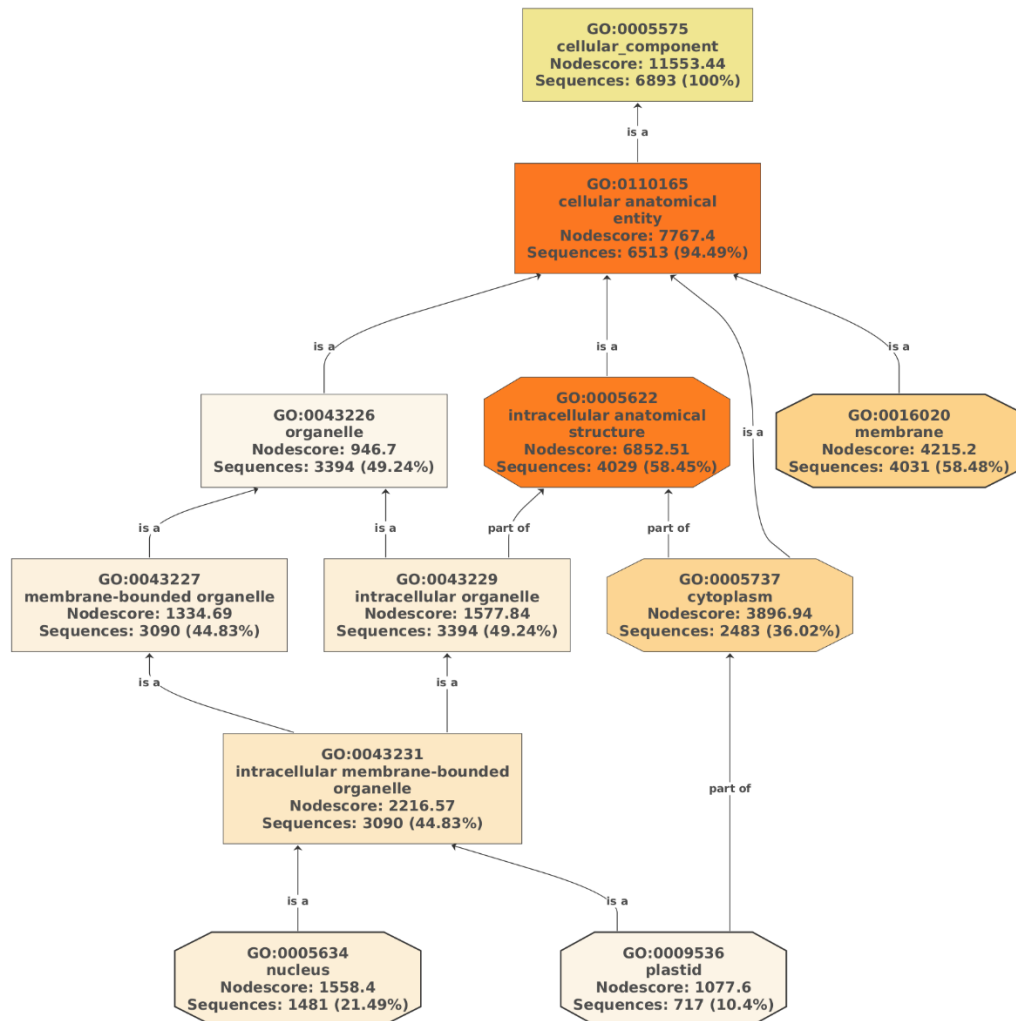 GO:0005575
cellular_component
Nodescore: 11553.44
Sequences: 6893 (100%)
is a
GO:0110165
cellular anatomical
entity
Nodescore: 7767.4
Sequences: 6513 (94.49%)
is a
is a
is a
is a
GO:0043226
organelle
Nodescore: 946.7
Sequences: 3394 (49.24%)
GO:0005622
intracellular anatomical
structure
Nodescore: 6852.51
Sequences: 4029 (58.45%)
GO:0016020
membrane
Nodescore: 4215.2
Sequences: 4031 (58.48%)
is a
is a
part of
part of
GO:0043227
membrane-bounded organelle
Nodescore: 1334.69
Sequences: 3090 (44.83%)
GO:0043229
intracellular organelle
Nodescore: 1577.84
Sequences: 3394 (49.24%)
GO:0005737
cytoplasm
Nodescore: 3896.94
Sequences: 2483 (36.02%)
is a
is a
GO:0043231
intracellular membrane-bounded
organelle
Nodescore: 2216.57
Sequences: 3090 (44.83%)
part of
is a
is a
GO:0005634
nucleus
Nodescore: 1558.4
Sequences: 1481 (21.49%)
GO:0009536
plastid
Nodescore: 1077.6
Sequences: 717 (10.4%)